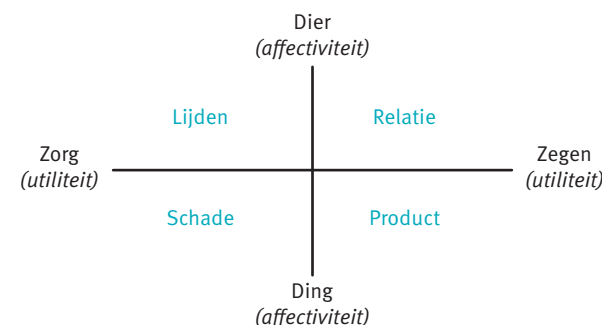 Dier
(affectiviteit)
Lijden
Relatie
Zorg
(utiliteit)
Zegen
(utiliteit)
Schade
Product
Ding
(affectiviteit)